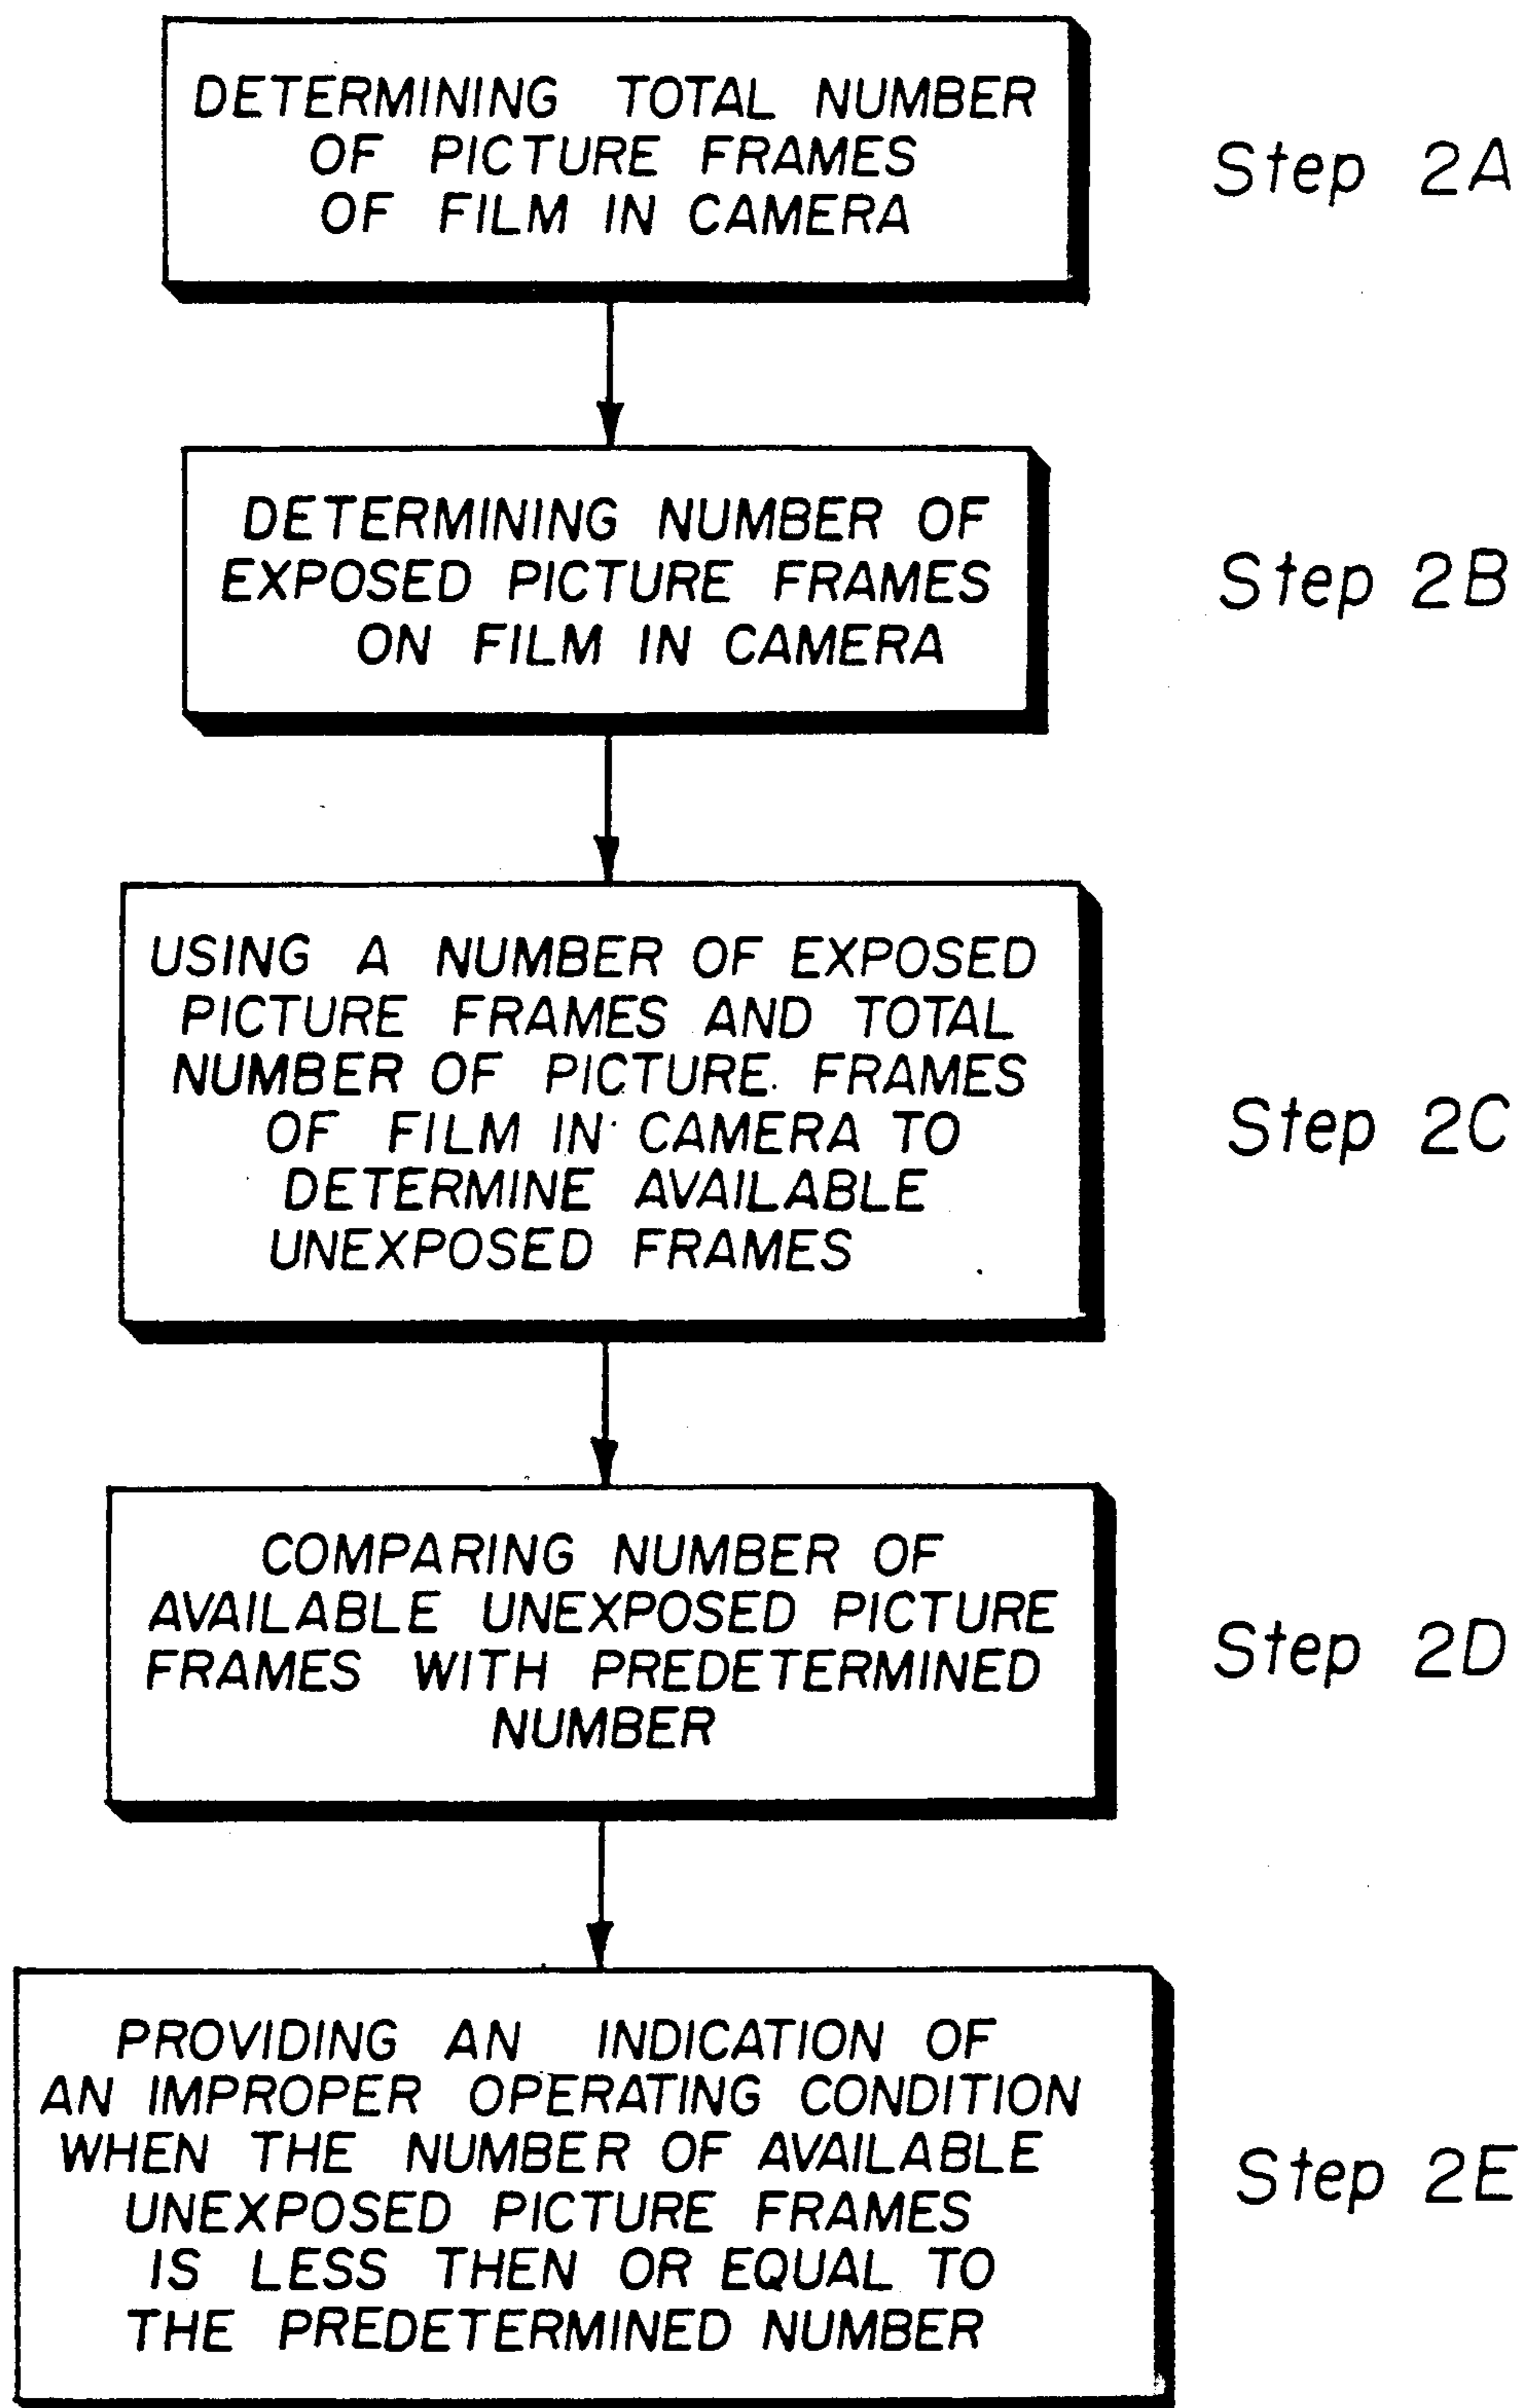 DETERMINING TOTAL NUMBER
OF PICTURE FRAMES
OF FILM IN CAMERA
Step 2A
DETERMINING NUMBER OF
EXPOSED PICTURE FRAMES
ON FILM IN CAMERA
Step 2B
USING A NUMBER OF EXPOSED
PICTURE FRAMES AND TOTAL
NUMBER OF PICTURE FRAMES
OF FILM IN CAMERA TO
DETERMINE AVAILABLE
UNEXPOSED FRAMES
Step 2C
COMPARING NUMBER OF
AVAILABLE UNEXPOSED PICTURE
FRAMES WITH PREDETERMINED
NUMBER
Step 2D
PROVIDING AN INDICATION OF
AN IMPROPER OPERATING CONDITION
WHEN THE NUMBER OF AVAILABLE
UNEXPOSED PICTURE FRAMES
IS LESS THEN OR EQUAL TO
THE PREDETERMINED NUMBER
Step 2E